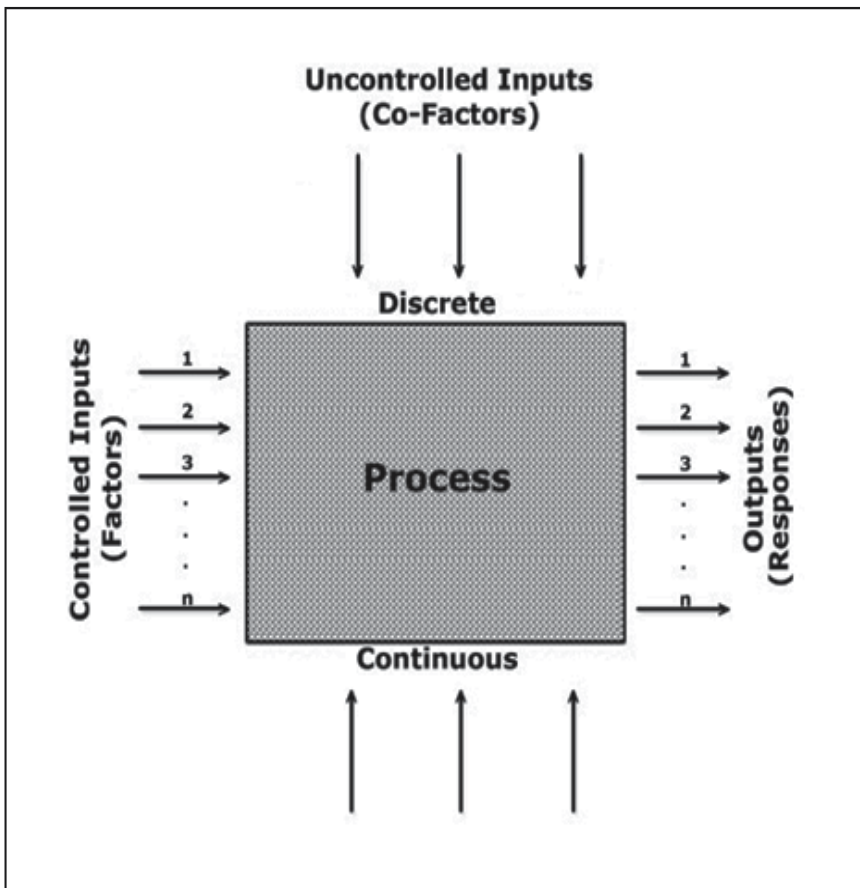 Uncontrolled Inputs
(Co-Factors)
Discrete
Controlled Inputs
(Factors)
1
2
3
.
.
.
n
Process
1
2
3
.
.
.
n
Outputs
(Responses)
Continuous